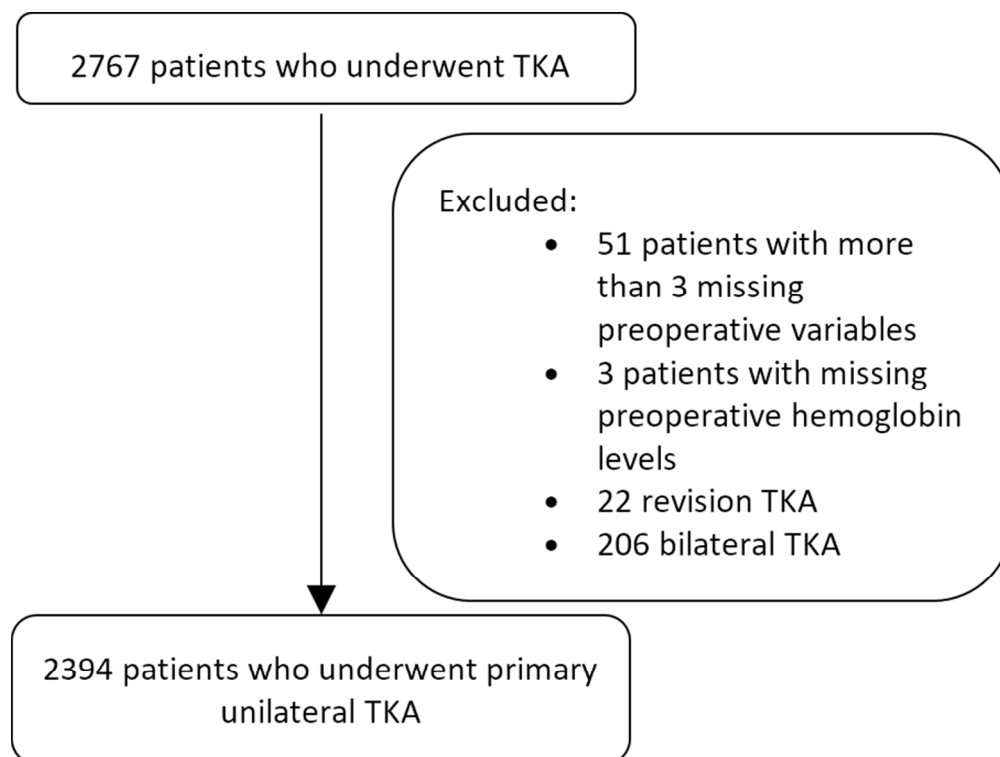 2767 patients who underwent TKA
Excluded:
• 51 patients with more
than 3 missing
preoperative variables
• 3 patients with missing
preoperative hemoglobin
levels
• 22 revision TKA
• 206 bilateral TKA
2394 patients who underwent primary
unilateral TKA